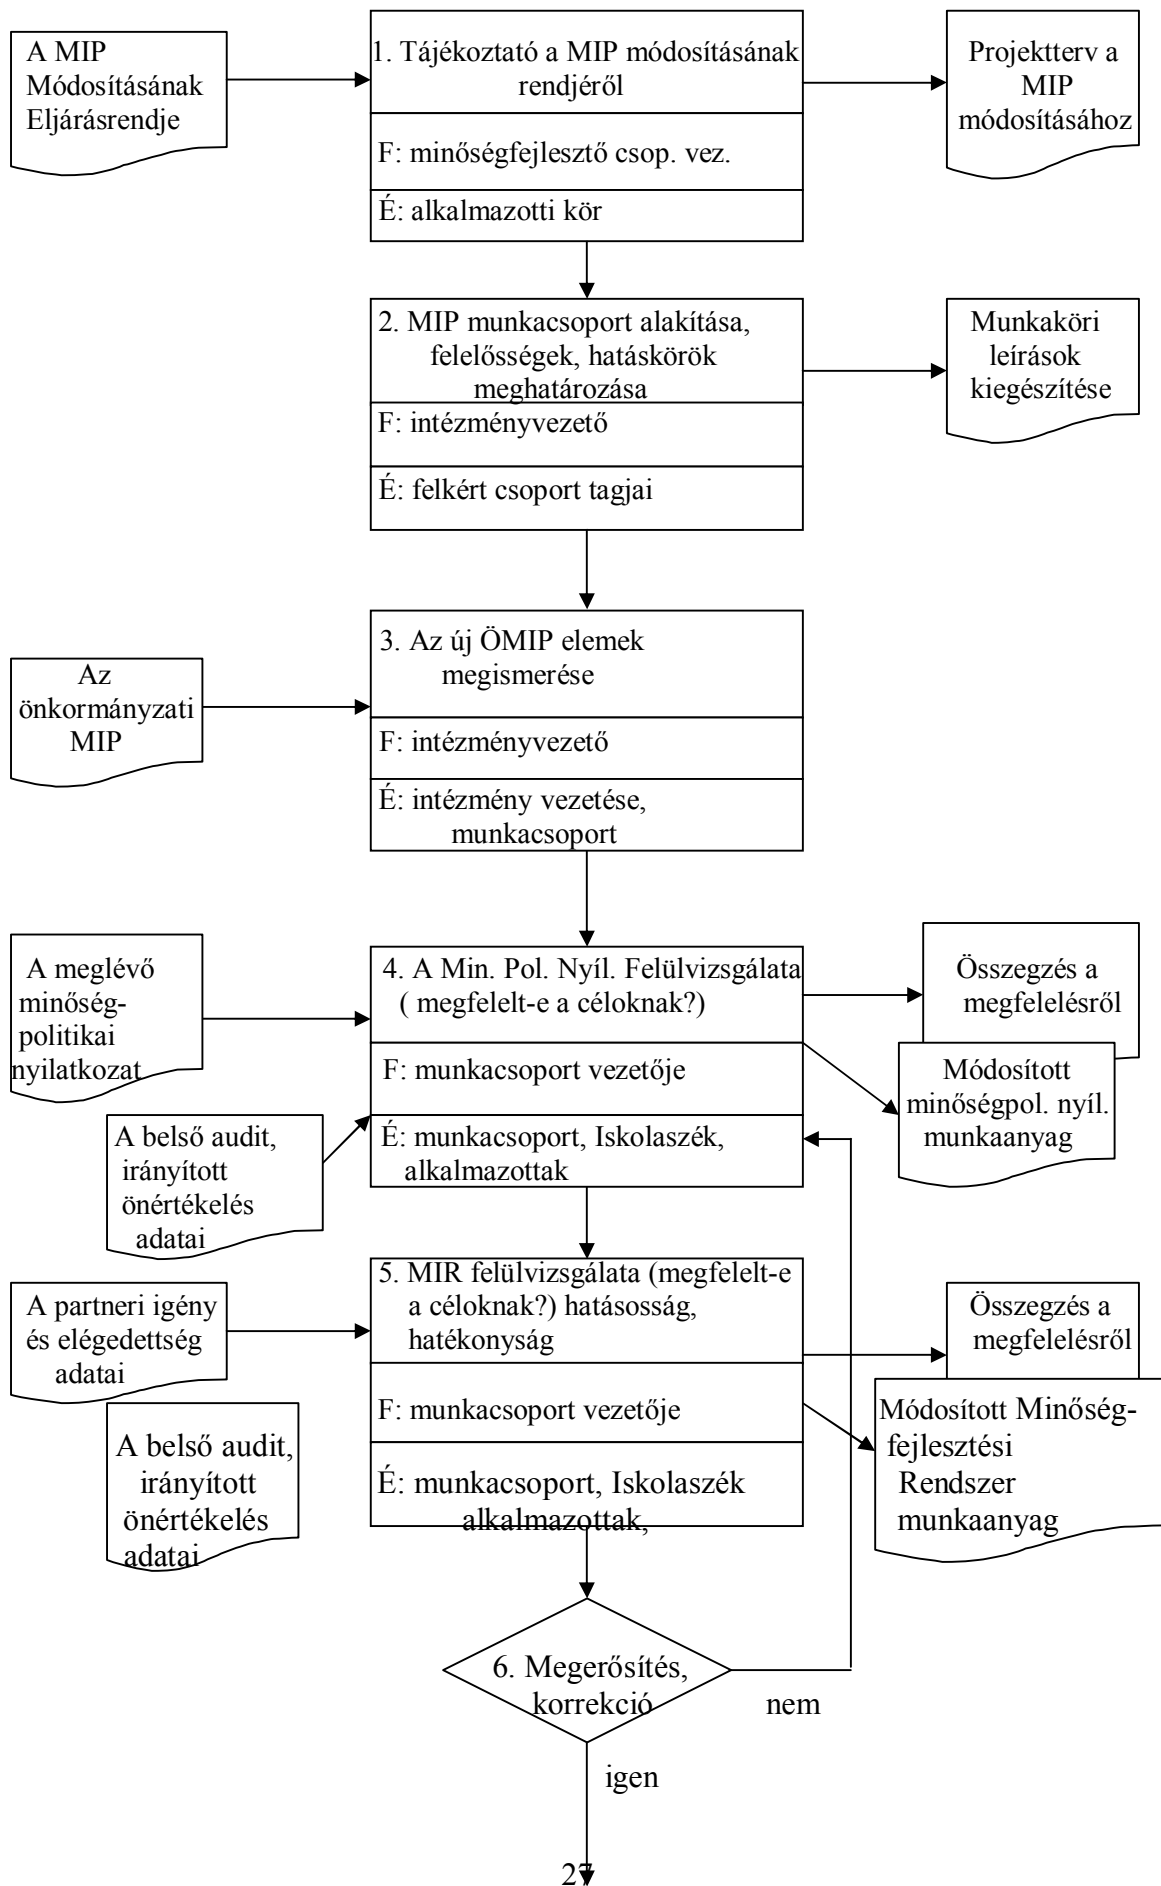 A MIP
Módosításának
Eljárásrendje
1. Tájékoztató a MIP módosításának
rendjéről
F: minőségfejlesztő csop. vez.
É: alkalmazotti kör
Projektterv a
MIP
módosításához
2. MIP munkacsoport alakítása,
felelősségek, hatáskörök
meghatározása
F: intézményvezető
É: felkért csoport tagjai
Munkaköri
leírások
kiegészítése
Az
önkormányzati
MIP
3. Az új ÖMIP elemek
megismerése
F: intézményvezető
É: intézmény vezetése,
munkacsoport
A meglévő
minőség-
politikai
nyilatkozat
A belső audit,
irányított
önértékelés
adatai
4. A Min. Pol. Nyíl. Felülvizsgálata
( megfelelt-e a céloknak?)
F: munkacsoport vezetője
É: munkacsoport, Iskolaszék,
alkalmazottak
Összegzés a
megfelelésről
Módosított
minőségpol. nyíl.
munkaanyag
A partneri igény
és elégedettség
adatai
A belső audit,
irányított
önértékelés
adatai
5. MIR felülvizsgálata (megfelelt-e
a céloknak?) hatásosság,
hatékonyság
F: munkacsoport vezetője
É: munkacsoport, Iskolaszék
alkalmazottak,
Összegzés a
megfelelésről
Módosított Minőség-
fejlesztési
Rendszer
munkaanyag
6. Megerősítés,
korrekció
nem
igen
27